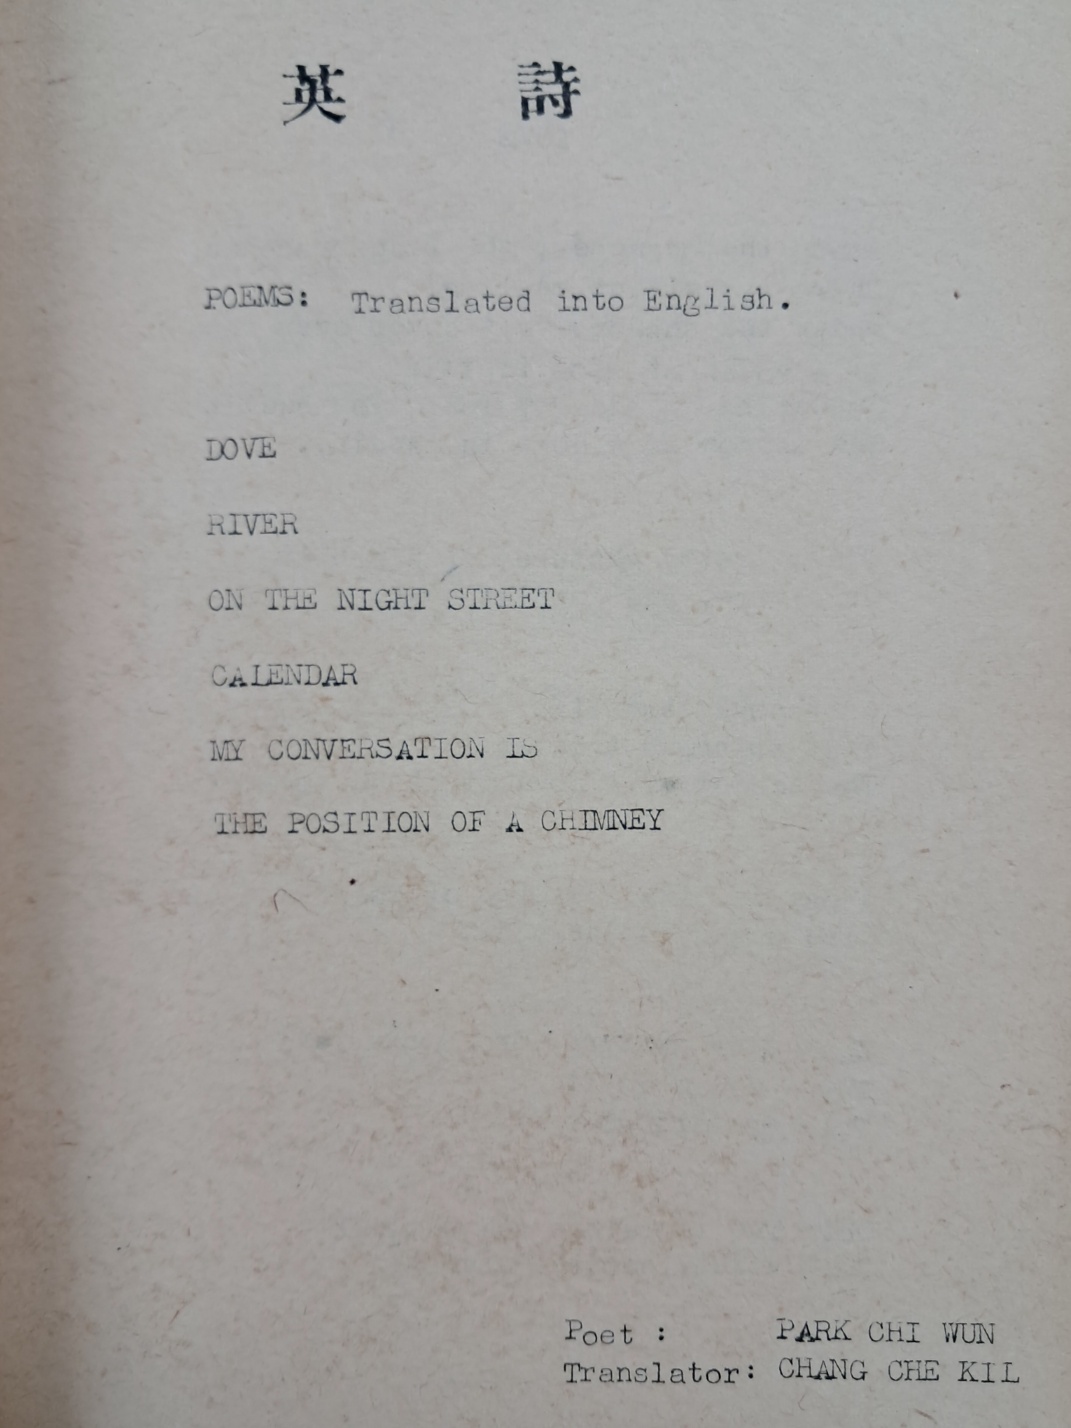 英 詩
POEMS: Translated into English.
DOVE
RIVER
ON THE NIGHT STREET
CALENDAR
MY CONVERSATION IS
THE POSITION OF A CHIMNEY
Poet : PARK CHI WUN
Translator: CHANG CHE KIL